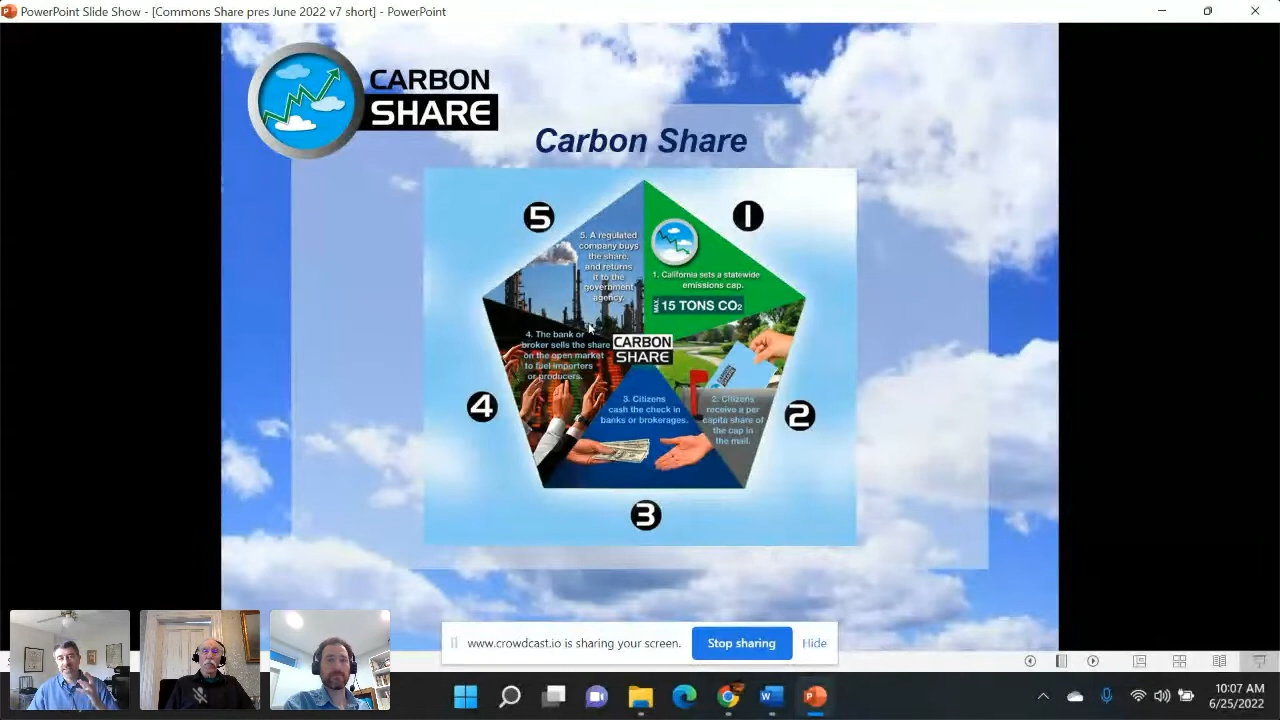 PowerPoint Slide Show - [Commons Share pres June 2022 v7 short] - PowerPoint
CARBON
SHARE
Carbon Share
5
1
5. A regulated
company buys
the share,
and returns
it to the
government
agency.
1. California sets a statewide
emissions cap.
MAX 15 TONS CO₂
4. The bank or
broker sells the share
on the open market
to fuel importers
or producers.
CARBON
SHARE
4
3. Citizens
cash the check in
banks or brokerages.
2. Citizens
receive a per
capita share of
the cap in
the mail.
2
3
www.crowdcast.io is sharing your screen.
Stop sharing
Hide
10:07 AM
6/25/2022